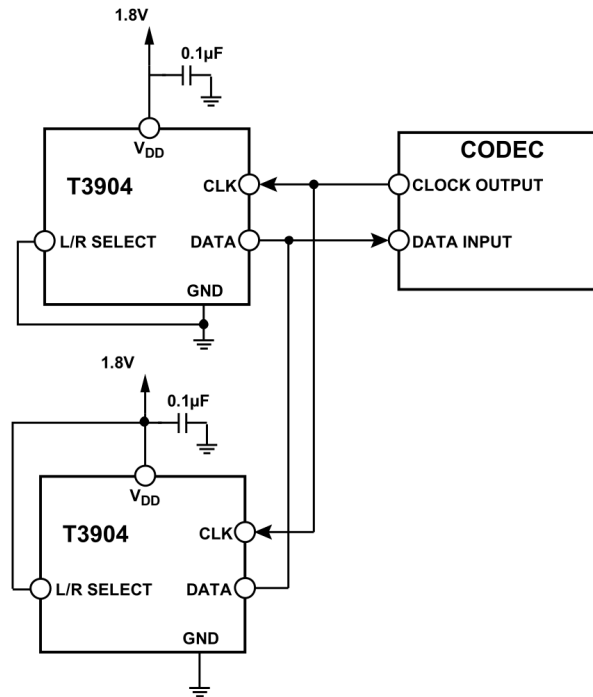 1.8V
0.1µF
VDD
T3904
CLK
L/R SELECT
DATA
GND
CODEC
CLOCK OUTPUT
DATA INPUT
1.8V
0.1µF
VDD
T3904
CLK
L/R SELECT
DATA
GND